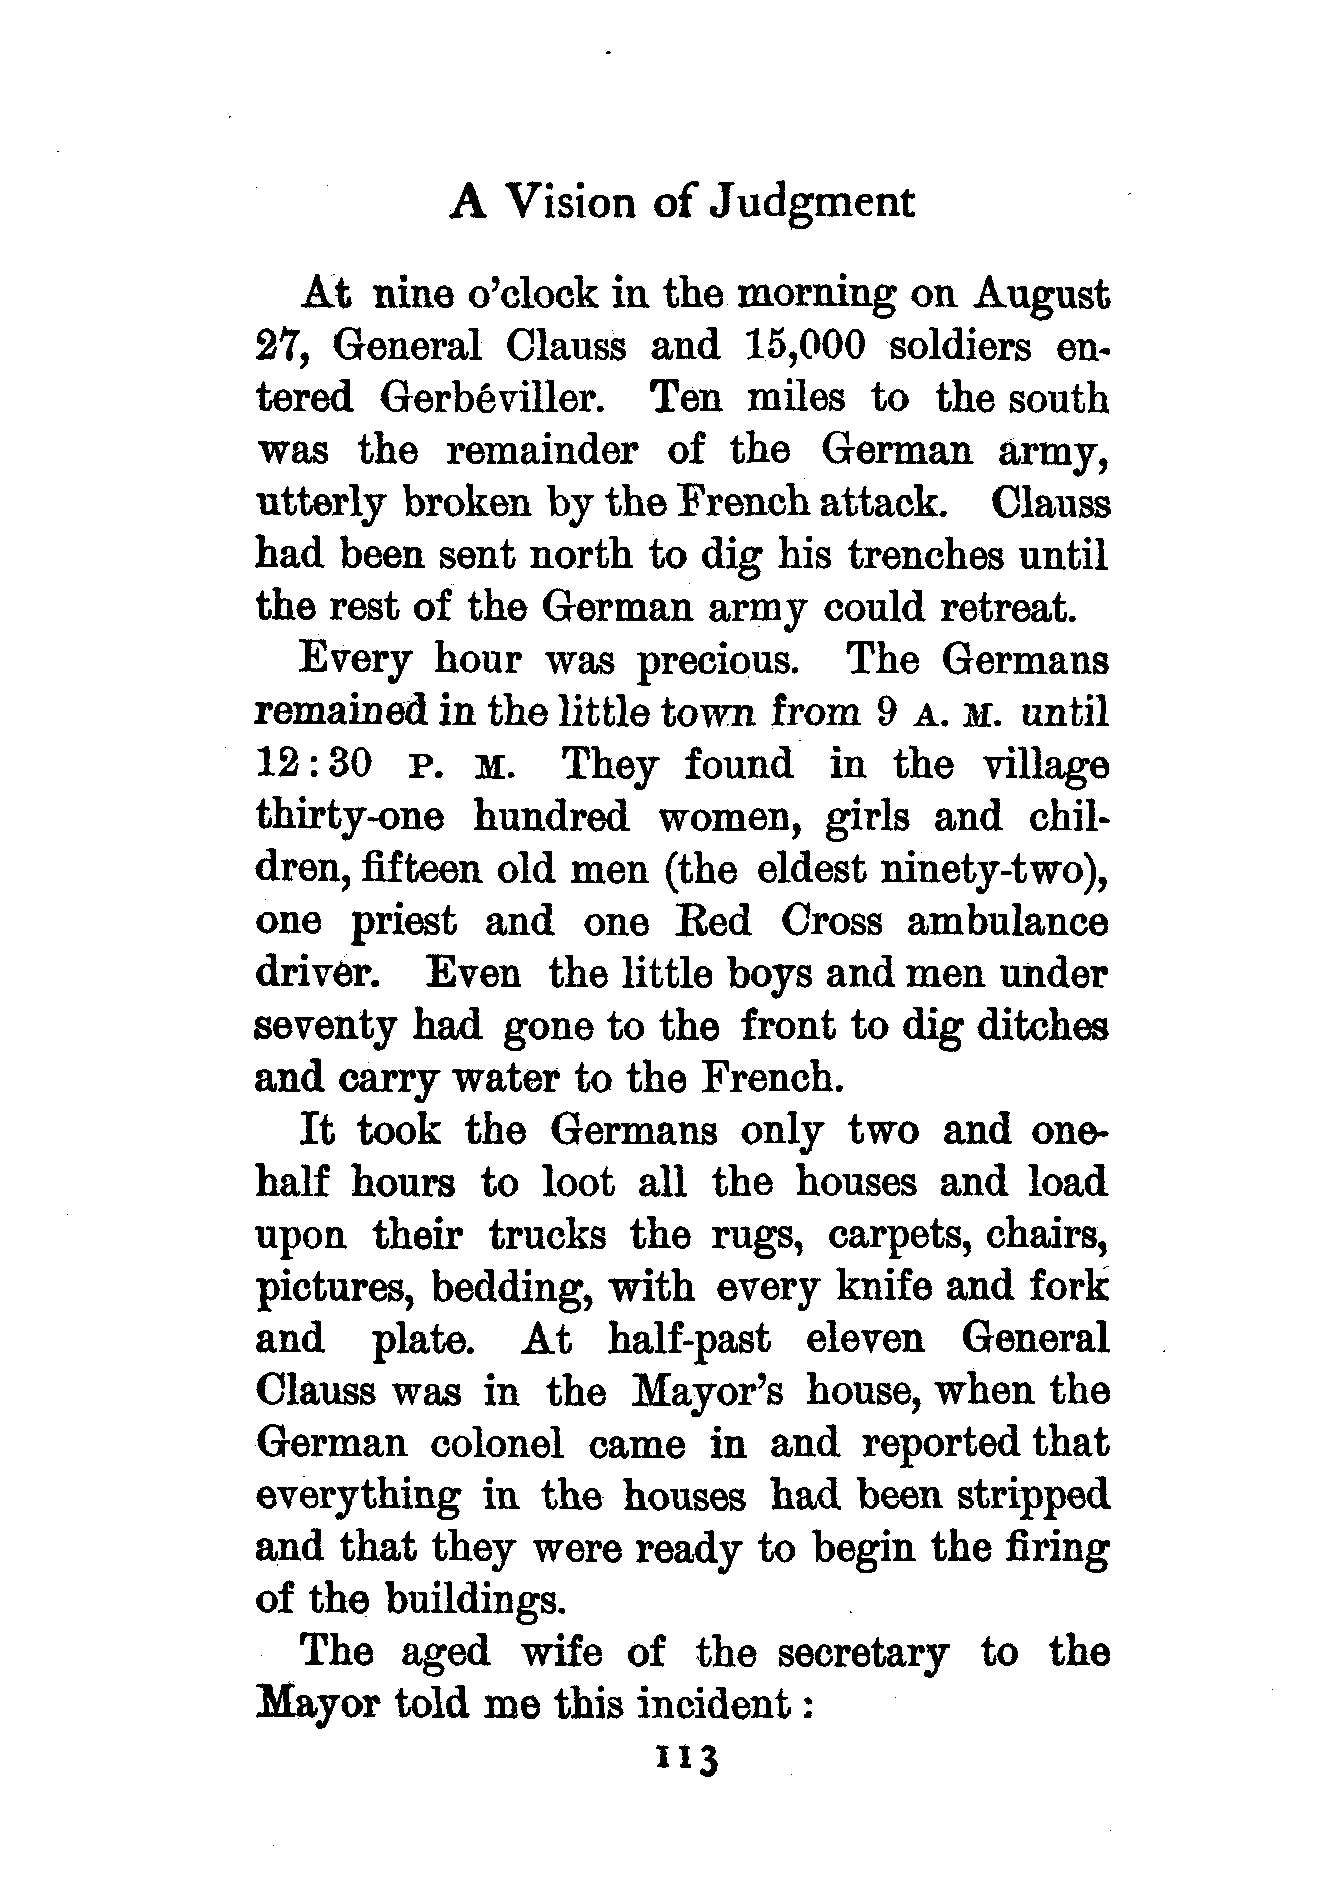 A Vision of Judgment
At nine o'clock in the morning on August
27, General Clauss and 15,000 soldiers en-
tered Gerbéviller. Ten miles to the south
was the remainder of the German army,
utterly broken by the French attack. Clauss
had been sent north to dig his trenches until
the rest of the German army could retreat.
Every hour was precious. The Germans
remained in the little town from 9 A. M. until
12:30 P. M. They found in the village
thirty-one hundred women, girls and chil-
dren, fifteen old men (the eldest ninety-two),
one priest and one Red Cross ambulance
driver. Even the little boys and men under
seventy had gone to the front to dig ditches
and carry water to the French.
It took the Germans only two and one-
half hours to loot all the houses and load
upon their trucks the rugs, carpets, chairs,
pictures, bedding, with every knife and fork
and plate. At half-past eleven General
Clauss was in the Mayor's house, when the
German colonel came in and reported that
everything in the houses had been stripped
and that they were ready to begin the firing
of the buildings.
The aged wife of the secretary to the
Mayor told me this incident:
113